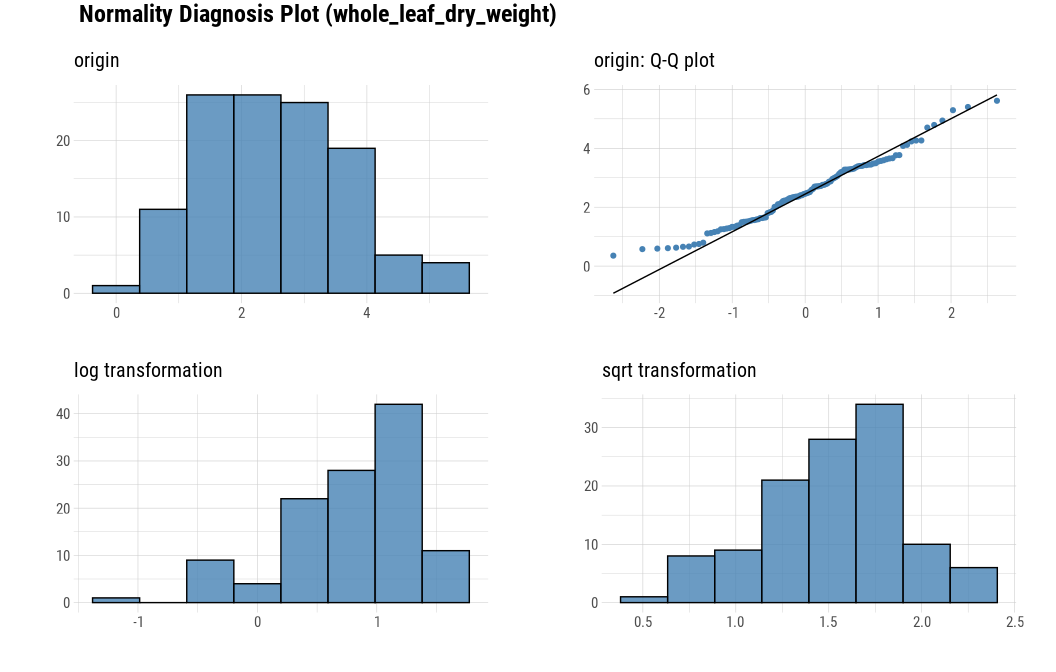 Normality Diagnosis Plot (whole_leaf_dry_weight)
origin
20
10
0
0 2 4
origin: Q-Q plot
6
4
2
0
-2 -1 0 1 2
log transformation
40
30
20
10
0
-1 0 1
sqrt transformation
30
20
10
0
0.5 1.0 1.5 2.0 2.5